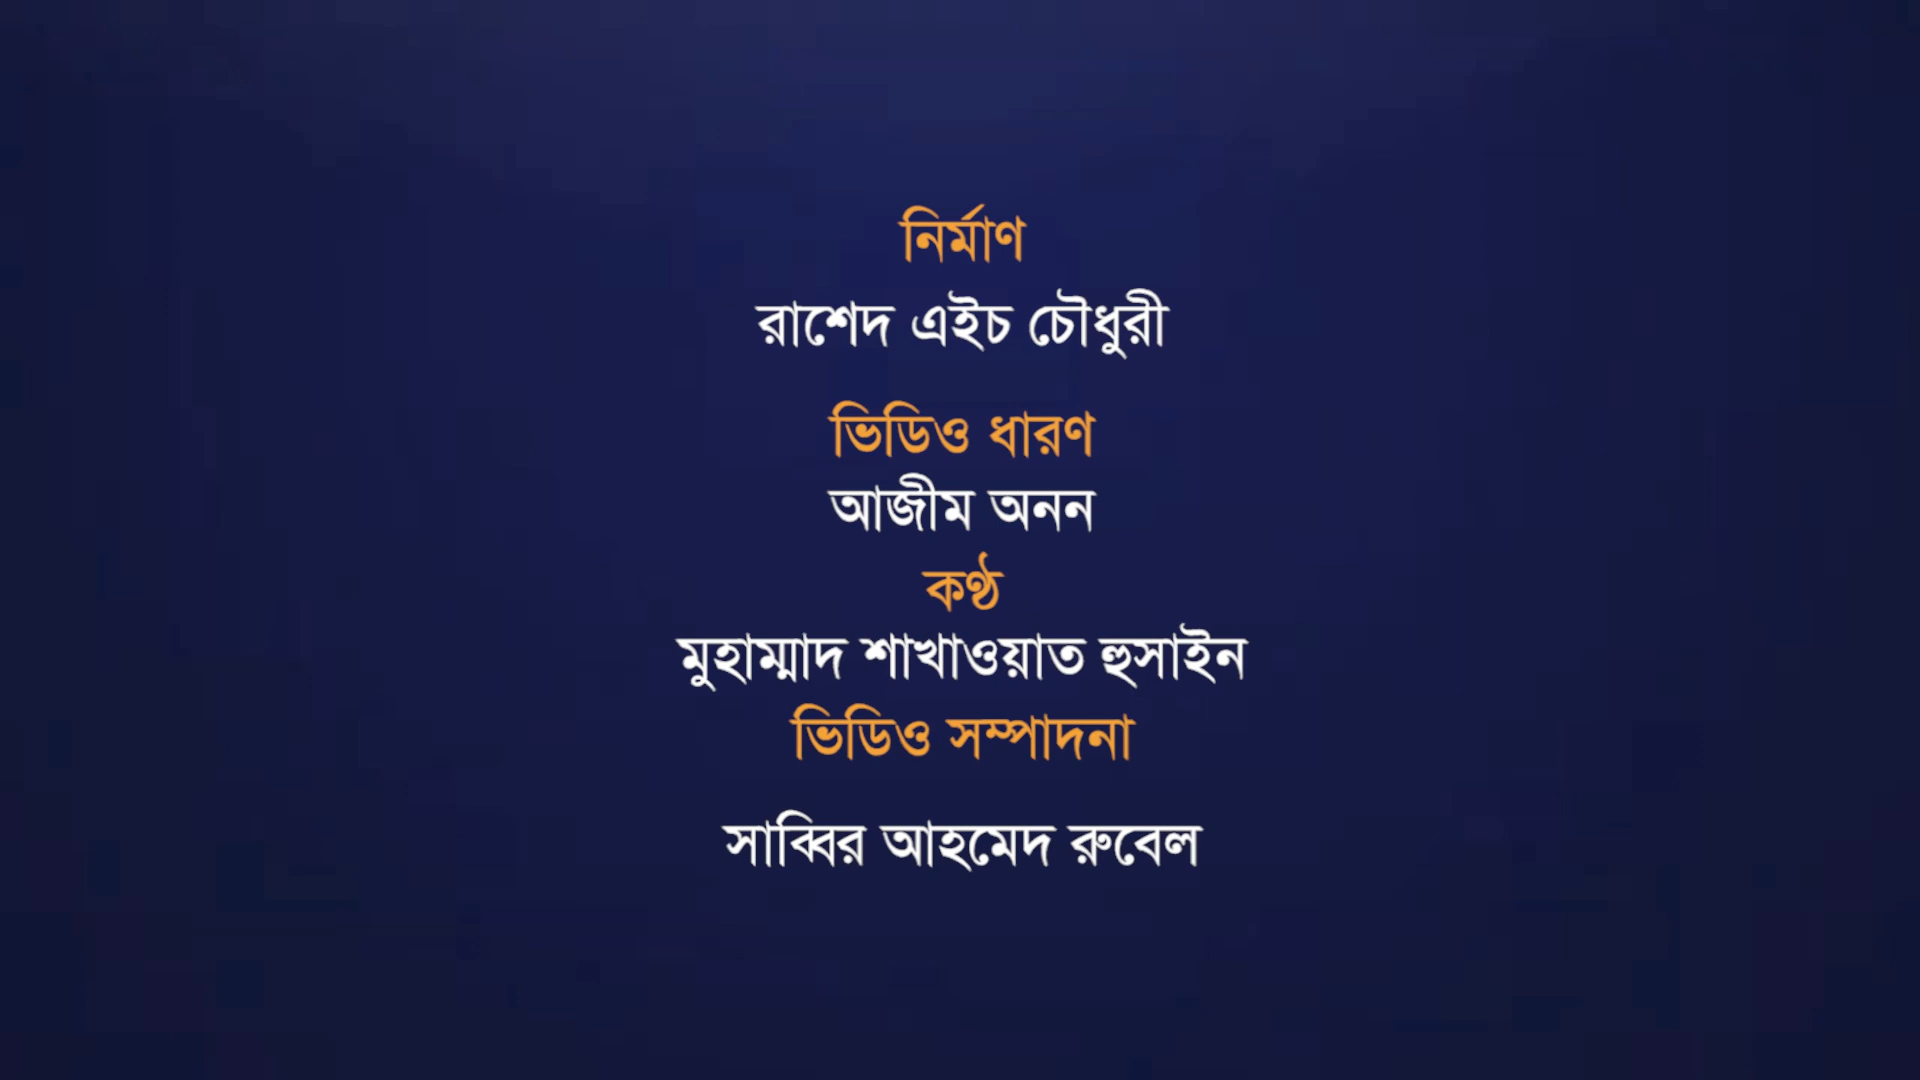 নির্মাণ
রাশেদ এইচ চৌধুরী
ভিডিও ধারণ
আজীম অনন
কণ্ঠ
মুহাম্মাদ শাখাওয়াত হুসাইন
ভিডিও সম্পাদনা
সাব্বির আহমেদ রুবেল